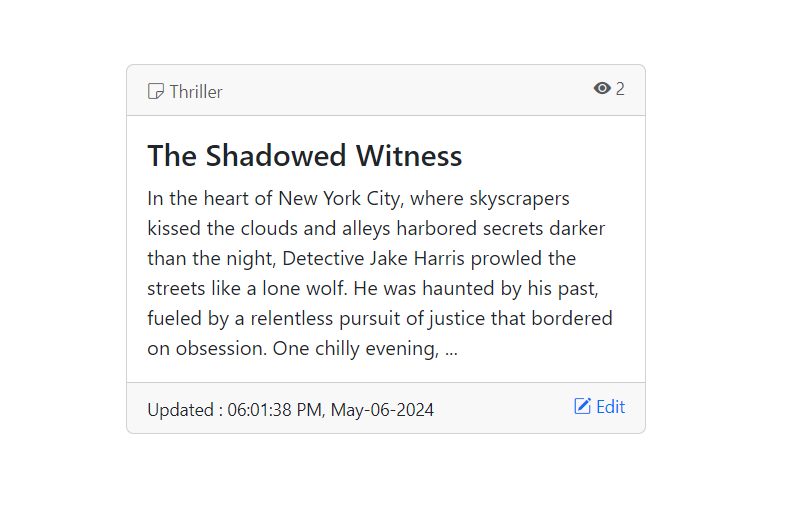 Thriller
2
The Shadowed Witness
In the heart of New York City, where skyscrapers
kissed the clouds and alleys harbored secrets darker
than the night, Detective Jake Harris prowled the
streets like a lone wolf. He was haunted by his past,
fueled by a relentless pursuit of justice that bordered
on obsession. One chilly evening, ...
Updated : 06:01:38 PM, May-06-2024
Edit